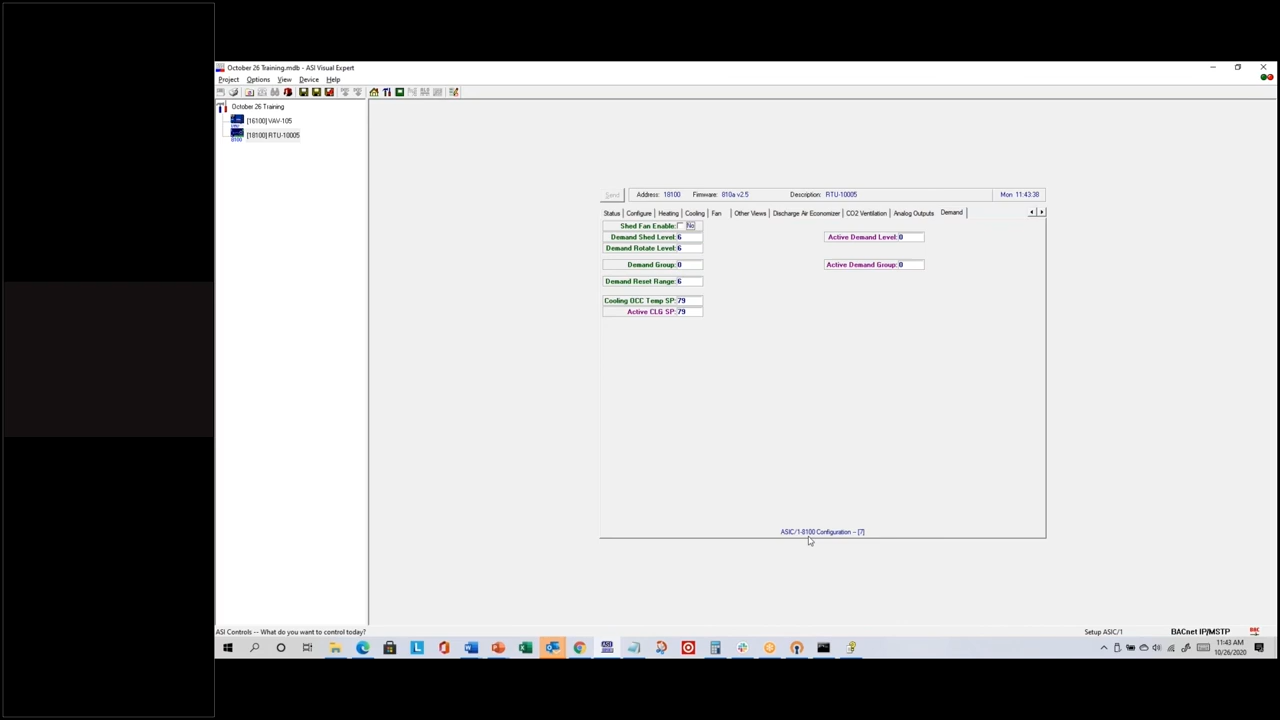 October 26 Training.mdb - ASI Visual Expert
Project Options View Device Help
October 26 Training
[16100] VAV-105
[18100] RTU-10005
8100
Send Address: 18100 Firmware: 810a v2.5 Description: RTU-10005 Mon 11:43:38
Status Configure Heating Cooling Fan Other Views Discharge Air Economizer CO2 Ventilation Analog Outputs Demand
Shed Fan Enable: No
Demand Shed Level: 6 Active Demand Level: 0
Demand Rotate Level: 6
Demand Group: 0 Active Demand Group: 0
Demand Reset Range: 6
Cooling OCC Temp SP: 79
Active CLG SP: 79
ASIC/1-8100 Configuration -- [7]
ASI Controls -- What do you want to control today? Setup ASIC/1 BACnet IP/MSTP
11:43 AM
10/26/2020